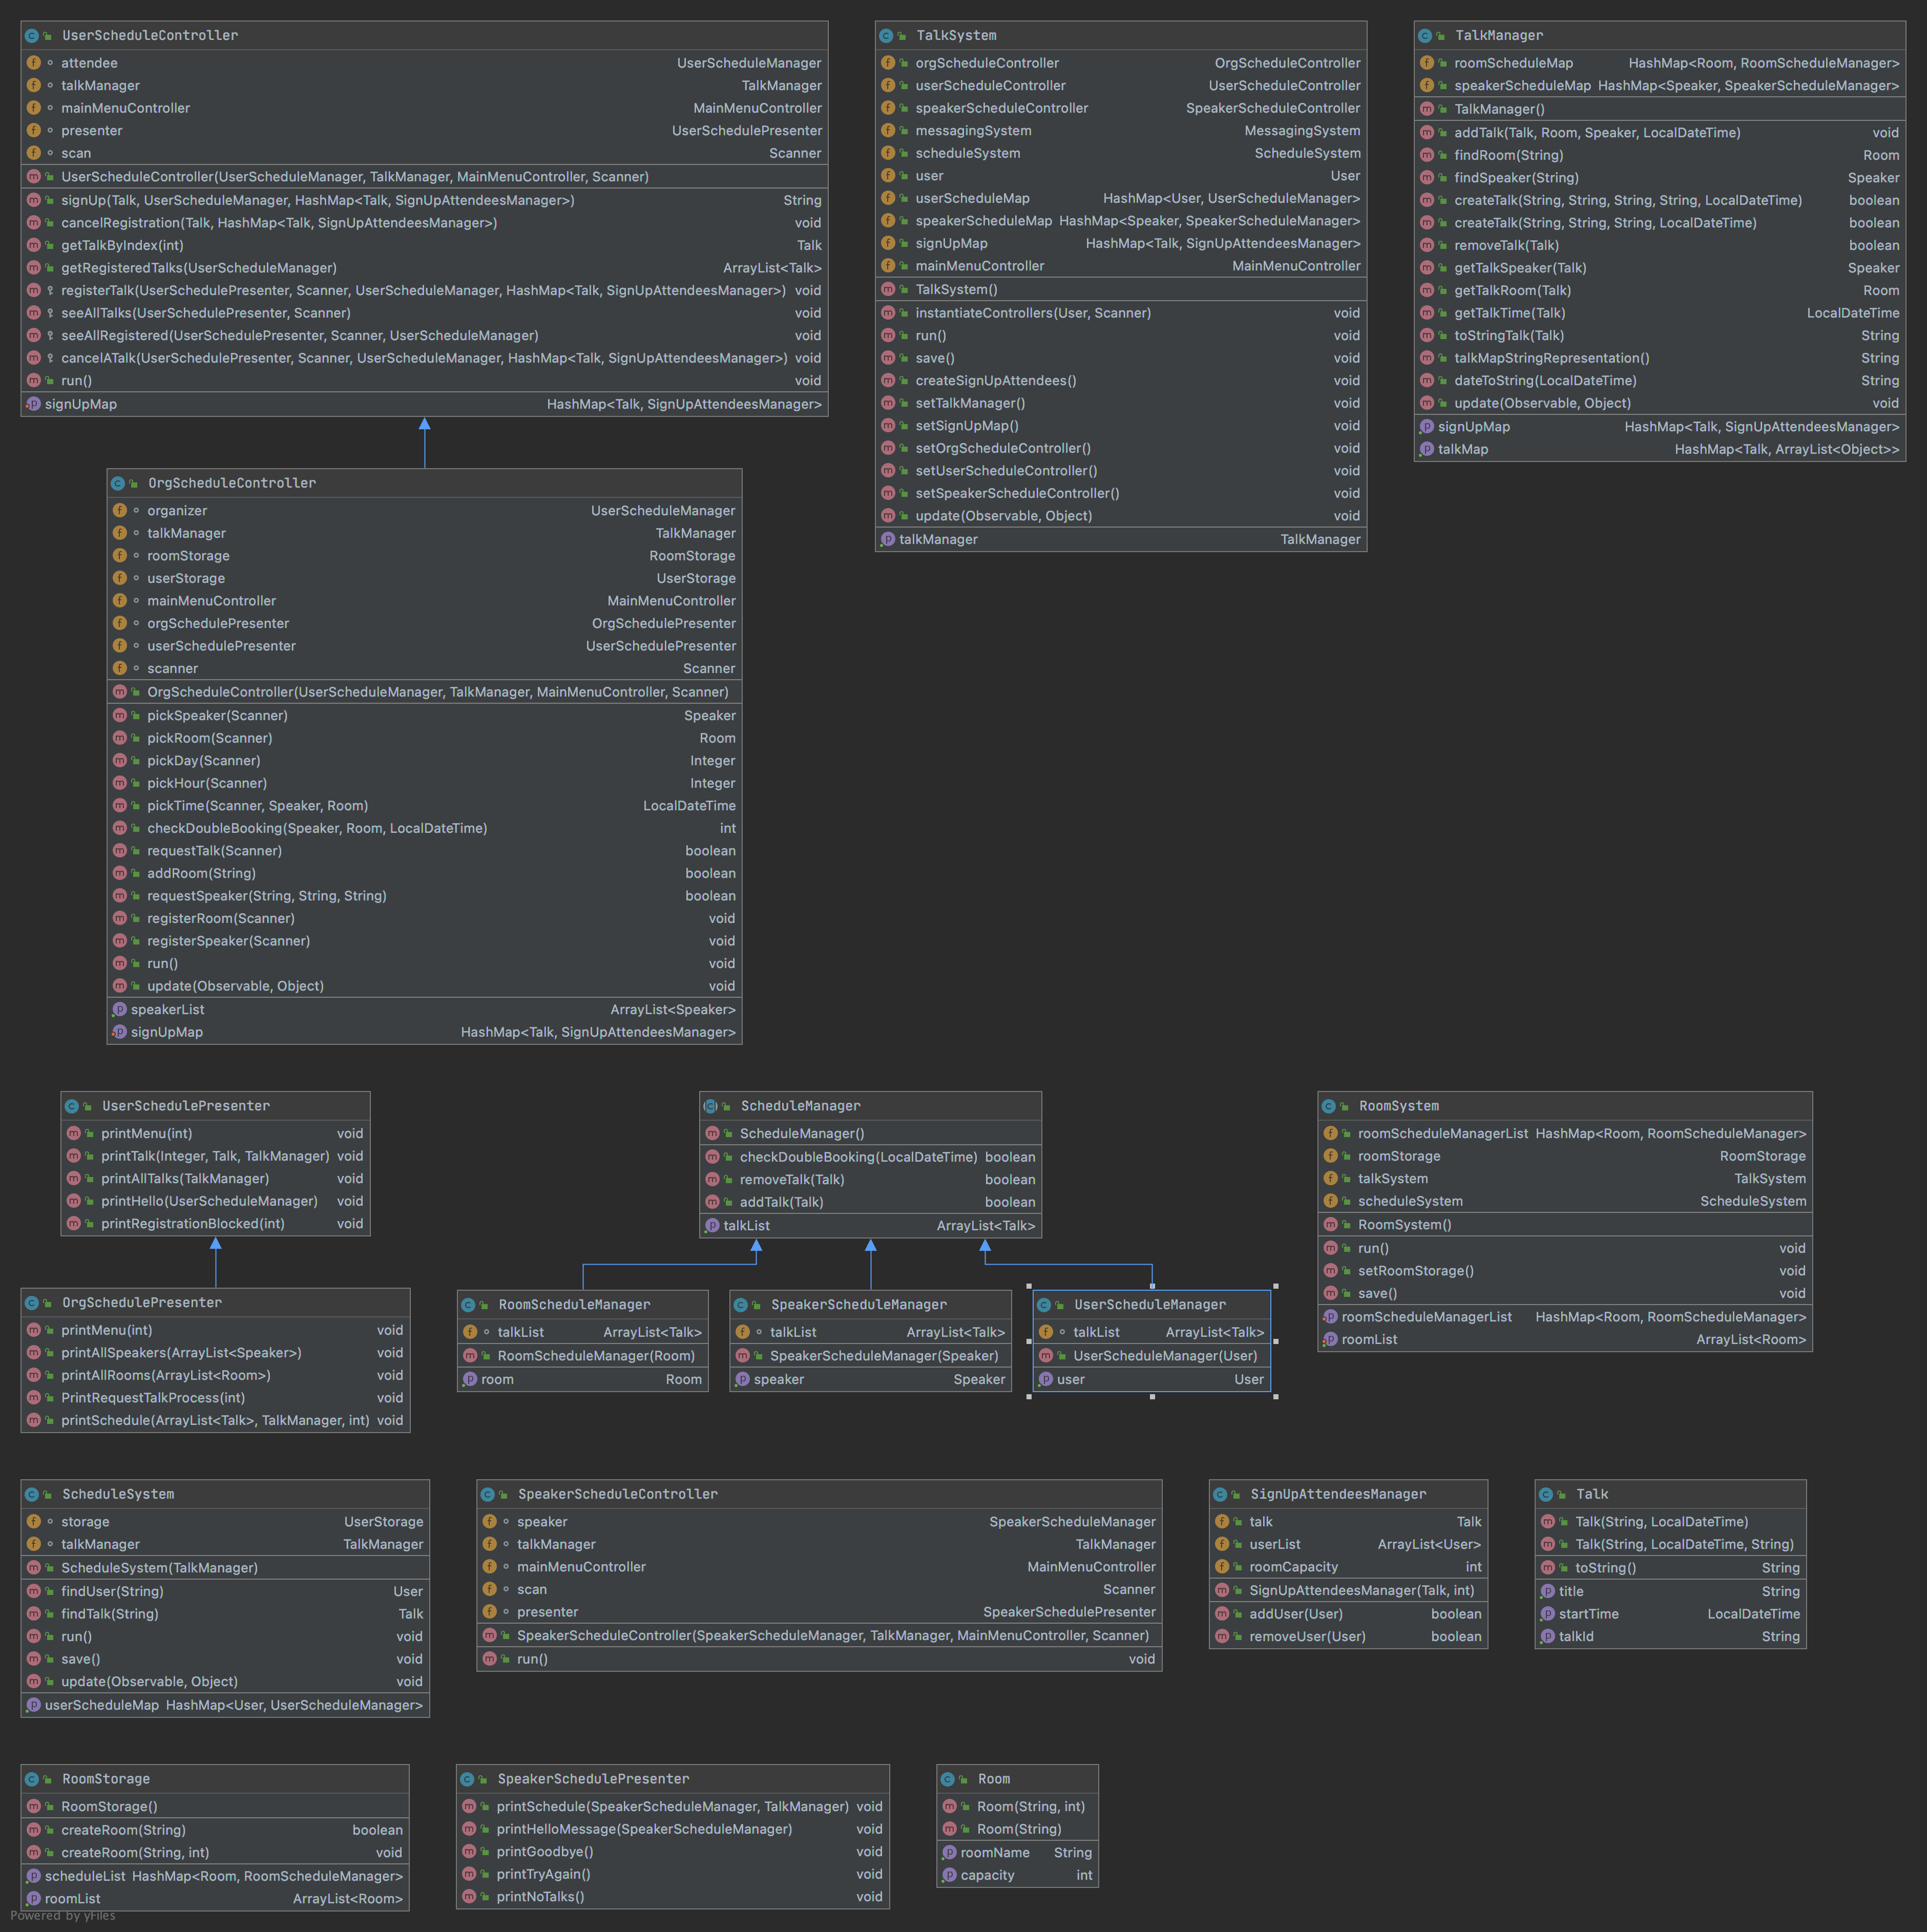 UserScheduleController
attendee UserScheduleManager
talkManager TalkManager
mainMenuController MainMenuController
presenter UserSchedulePresenter
scan Scanner
UserScheduleController(UserScheduleManager, TalkManager, MainMenuController, Scanner)
signUp(Talk, UserScheduleManager, HashMap<Talk, SignUpAttendeesManager>) String
cancelRegistration(Talk, HashMap<Talk, SignUpAttendeesManager>) void
getTalkByIndex(int) Talk
getRegisteredTalks(UserScheduleManager) ArrayList<Talk>
registerTalk(UserSchedulePresenter, Scanner, UserScheduleManager, HashMap<Talk, SignUpAttendeesManager>) void
seeAllTalks(UserSchedulePresenter, Scanner) void
seeAllRegistered(UserSchedulePresenter, Scanner, UserScheduleManager) void
cancelATalk(UserSchedulePresenter, Scanner, UserScheduleManager, HashMap<Talk, SignUpAttendeesManager>) void
run() void
signUpMap HashMap<Talk, SignUpAttendeesManager>
TalkSystem
orgScheduleController OrgScheduleController
userScheduleController UserScheduleController
speakerScheduleController SpeakerScheduleController
messagingSystem MessagingSystem
scheduleSystem ScheduleSystem
user User
userScheduleMap HashMap<User, UserScheduleManager>
speakerScheduleMap HashMap<Speaker, SpeakerScheduleManager>
signUpMap HashMap<Talk, SignUpAttendeesManager>
mainMenuController MainMenuController
TalkSystem()
instantiateControllers(User, Scanner) void
run() void
save() void
createSignUpAttendees() void
setTalkManager() void
setSignUpMap() void
setOrgScheduleController() void
setUserScheduleController() void
setSpeakerScheduleController() void
update(Observable, Object) void
talkManager TalkManager
TalkManager
roomScheduleMap HashMap<Room, RoomScheduleManager>
speakerScheduleMap HashMap<Speaker, SpeakerScheduleManager>
TalkManager()
addTalk(Talk, Room, Speaker, LocalDateTime) void
findRoom(String) Room
findSpeaker(String) Speaker
createTalk(String, String, String, String, LocalDateTime) boolean
createTalk(String, String, String, LocalDateTime) boolean
removeTalk(Talk) boolean
getTalkSpeaker(Talk) Speaker
getTalkRoom(Talk) Room
getTalkTime(Talk) LocalDateTime
toStringTalk(Talk) String
talkMapStringRepresentation() String
dateToString(LocalDateTime) String
update(Observable, Object) void
signUpMap HashMap<Talk, SignUpAttendeesManager>
talkMap HashMap<Talk, ArrayList<Object>>
OrgScheduleController
organizer UserScheduleManager
talkManager TalkManager
roomStorage RoomStorage
userStorage UserStorage
mainMenuController MainMenuController
orgSchedulePresenter OrgSchedulePresenter
userSchedulePresenter UserSchedulePresenter
scanner Scanner
OrgScheduleController(UserScheduleManager, TalkManager, MainMenuController, Scanner)
pickSpeaker(Scanner) Speaker
pickRoom(Scanner) Room
pickDay(Scanner) Integer
pickHour(Scanner) Integer
pickTime(Scanner, Speaker, Room) LocalDateTime
checkDoubleBooking(Speaker, Room, LocalDateTime) int
requestTalk(Scanner) boolean
addRoom(String) boolean
requestSpeaker(String, String, String) boolean
registerRoom(Scanner) void
registerSpeaker(Scanner) void
run() void
update(Observable, Object) void
speakerList ArrayList<Speaker>
signUpMap HashMap<Talk, SignUpAttendeesManager>
UserSchedulePresenter
printMenu(int) void
printTalk(Integer, Talk, TalkManager) void
printAllTalks(TalkManager) void
printHello(UserScheduleManager) void
printRegistrationBlocked(int) void
ScheduleManager
ScheduleManager()
checkDoubleBooking(LocalDateTime) boolean
removeTalk(Talk) boolean
addTalk(Talk) boolean
talkList ArrayList<Talk>
RoomSystem
roomScheduleManagerList HashMap<Room, RoomScheduleManager>
roomStorage RoomStorage
talkSystem TalkSystem
scheduleSystem ScheduleSystem
RoomSystem()
run() void
setRoomStorage() void
save() void
roomScheduleManagerList HashMap<Room, RoomScheduleManager>
roomList ArrayList<Room>
OrgSchedulePresenter
printMenu(int) void
printAllSpeakers(ArrayList<Speaker>) void
printAllRooms(ArrayList<Room>) void
PrintRequestTalkProcess(int) void
printSchedule(ArrayList<Talk>, TalkManager, int) void
RoomScheduleManager
talkList ArrayList<Talk>
RoomScheduleManager(Room)
room Room
SpeakerScheduleManager
talkList ArrayList<Talk>
SpeakerScheduleManager(Speaker)
speaker Speaker
UserScheduleManager
talkList ArrayList<Talk>
UserScheduleManager(User)
user User
ScheduleSystem
storage UserStorage
talkManager TalkManager
ScheduleSystem(TalkManager)
findUser(String) User
findTalk(String) Talk
run() void
save() void
update(Observable, Object) void
userScheduleMap HashMap<User, UserScheduleManager>
SpeakerScheduleController
speaker SpeakerScheduleManager
talkManager TalkManager
mainMenuController MainMenuController
scan Scanner
presenter SpeakerSchedulePresenter
SpeakerScheduleController(SpeakerScheduleManager, TalkManager, MainMenuController, Scanner)
run() void
SignUpAttendeesManager
talk Talk
userList ArrayList<User>
roomCapacity int
SignUpAttendeesManager(Talk, int)
addUser(User) boolean
removeUser(User) boolean
Talk
Talk(String, LocalDateTime)
Talk(String, LocalDateTime, String)
toString() String
title String
startTime LocalDateTime
talkId String
RoomStorage
RoomStorage()
createRoom(String) boolean
createRoom(String, int) void
scheduleList HashMap<Room, RoomScheduleManager>
roomList ArrayList<Room>
SpeakerSchedulePresenter
printSchedule(SpeakerScheduleManager, TalkManager) void
printHelloMessage(SpeakerScheduleManager) void
printGoodbye() void
printTryAgain() void
printNoTalks() void
Room
Room(String, int)
Room(String)
roomName String
capacity int
Powered by yFiles